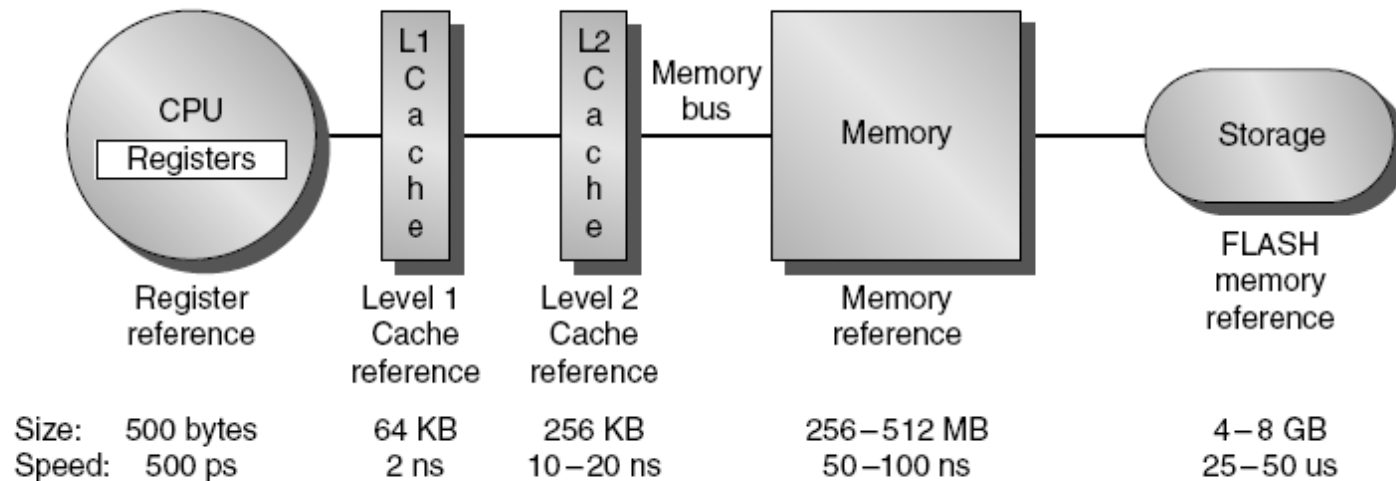 CPU
Registers
L1
C
a
c
h
e
L2
C
a
c
h
e
Memory
bus
Memory
Storage
Register
reference
Level 1
Cache
reference
Level 2
Cache
reference
Memory
reference
FLASH
memory
reference
Size: 500 bytes 64 KB 256 KB 256–512 MB 4–8 GB
Speed: 500 ps 2 ns 10–20 ns 50–100 ns 25–50 us